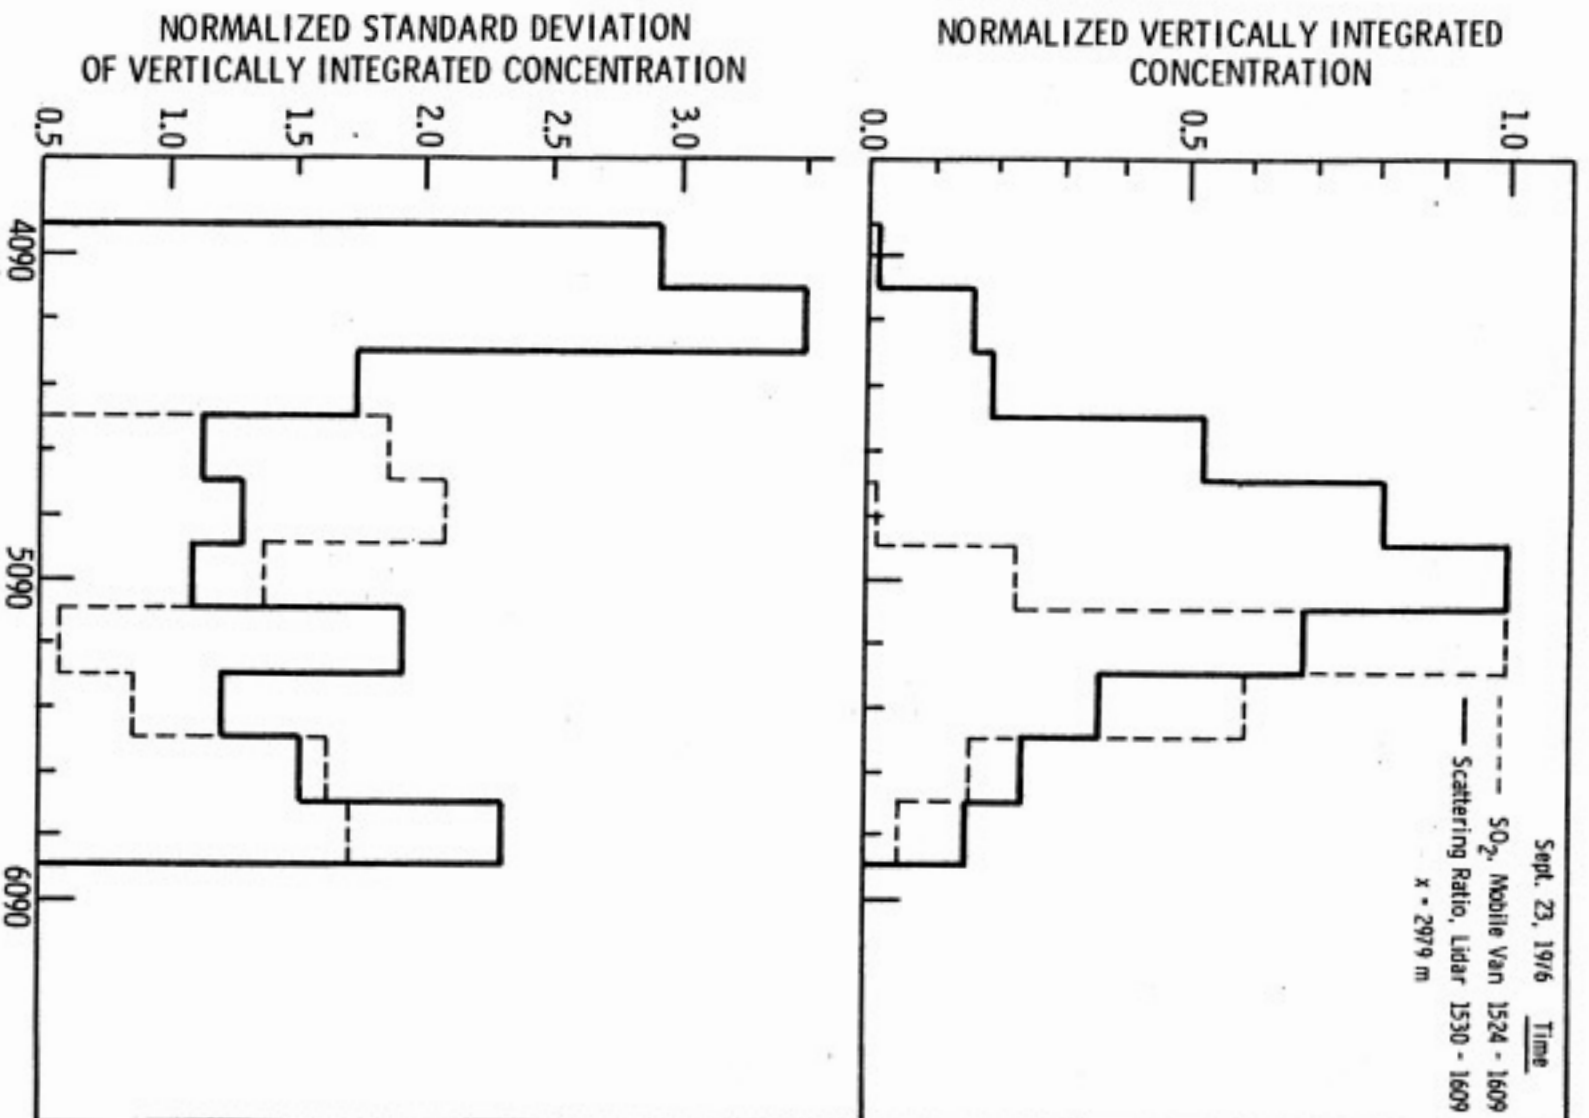 NORMALIZED STANDARD DEVIATION
OF VERTICALLY INTEGRATED CONCENTRATION
0.5 1.0 1.5 2.0 2.5 3.0
4090
5090
6090
NORMALIZED VERTICALLY INTEGRATED
CONCENTRATION
0.0 0.5 1.0
Sept. 23, 1976 Time
SO2, Mobile Van 1524 - 1609
Scattering Ratio, Lidar 1530 - 1609
x = 2979 m